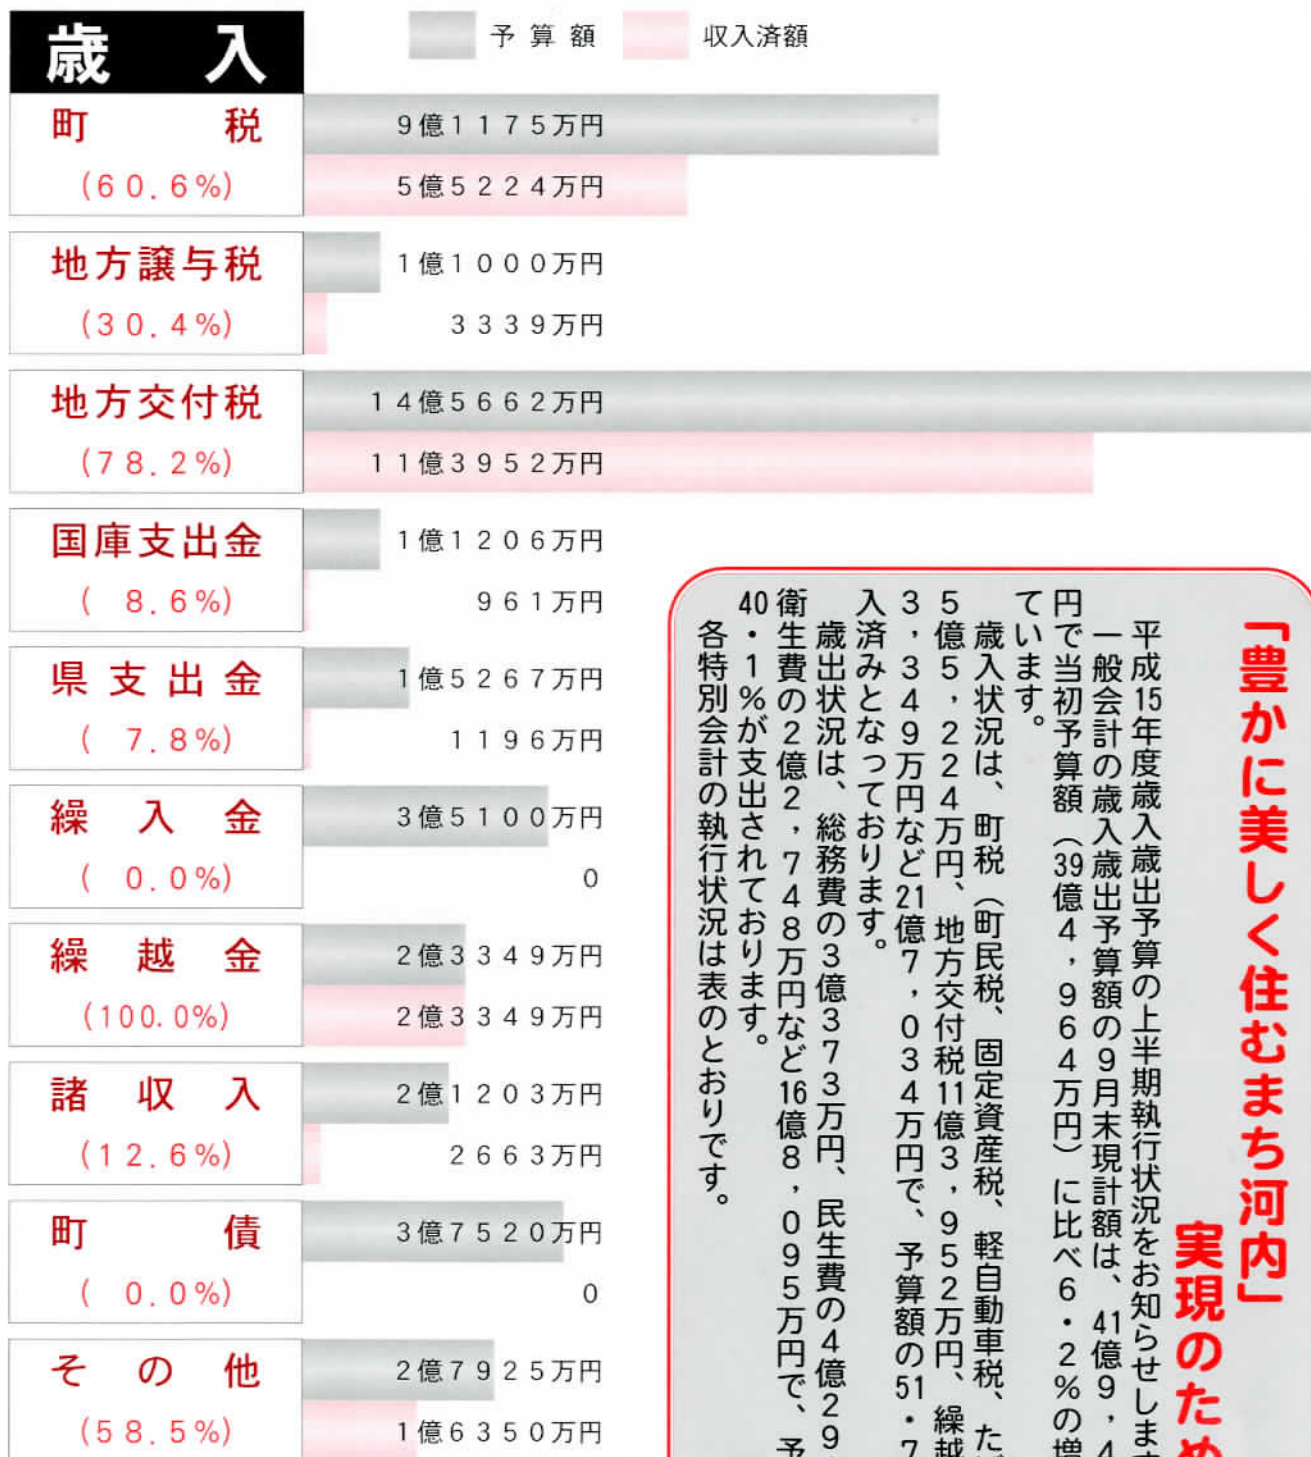 歳入
予算額 収入済額
町税
(60.6%)
9億1175万円
5億5224万円
地方譲与税
(30.4%)
1億1000万円
3339万円
地方交付税
(78.2%)
14億5662万円
11億3952万円
国庫支出金
( 8.6%)
1億1206万円
961万円
県支出金
( 7.8%)
1億5267万円
1196万円
繰入金
( 0.0%)
3億5100万円
0
繰越金
(100.0%)
2億3349万円
2億3349万円
諸収入
(12.6%)
2億1203万円
2663万円
町債
( 0.0%)
3億7520万円
0
その他
(58.5%)
2億7925万円
1億6350万円
「豊かに美しく住むまち河内」
実現のため
平成15年度歳入歳出予算の上半期執行状況をお知らせします
一般会計の歳入歳出予算額の9月末現計額は、41億9,4
円で当初予算額（39億4,964万円）に比べ6・2%の増
ています。
歳入状況は、町税（町民税、固定資産税、軽自動車税、た
5億5,224万円、地方交付税11億3,952万円、繰越
3,349万円など21億7,034万円で、予算額の51・7
入済みとなっております。
歳出状況は、総務費の3億373万円、民生費の4億29
衛生費の2億2,748万円など16億8,095万円で、予
40・1%が支出されております。
各特別会計の執行状況は表のとおりです。